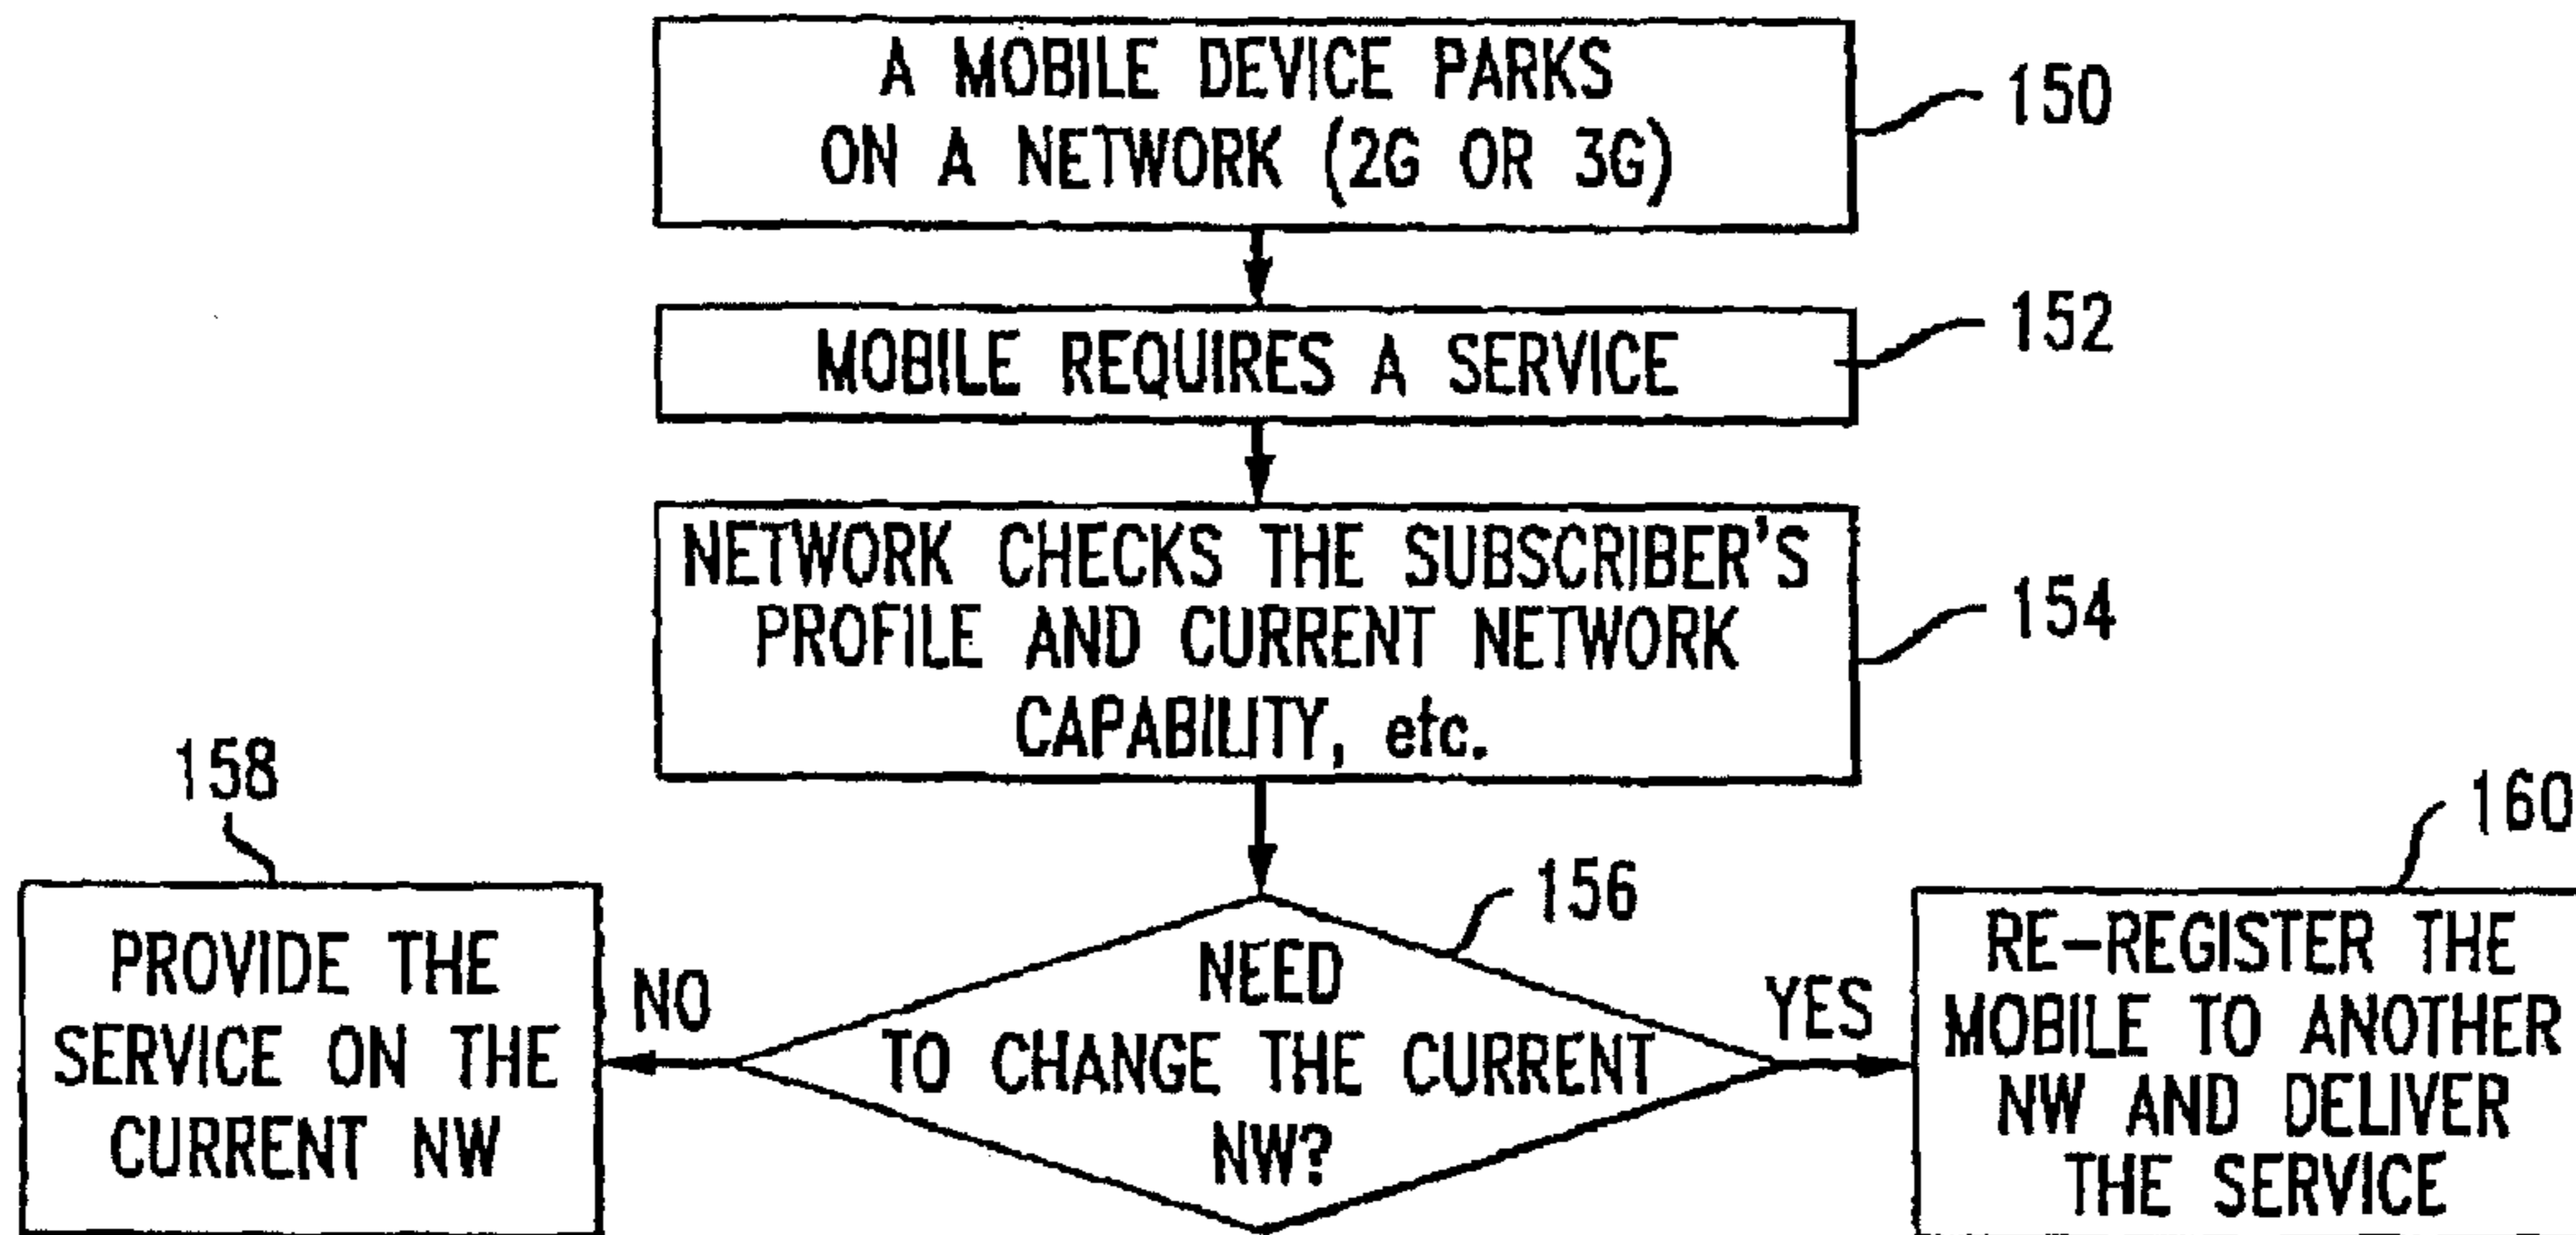 A MOBILE DEVICE PARKS
ON A NETWORK (2G OR 3G)
150
MOBILE REQUIRES A SERVICE
152
NETWORK CHECKS THE SUBSCRIBER'S
PROFILE AND CURRENT NETWORK
CAPABILITY, etc.
154
NEED
TO CHANGE THE CURRENT
NW?
156
NO
158
PROVIDE THE
SERVICE ON THE
CURRENT NW
YES
160
RE-REGISTER THE
MOBILE TO ANOTHER
NW AND DELIVER
THE SERVICE